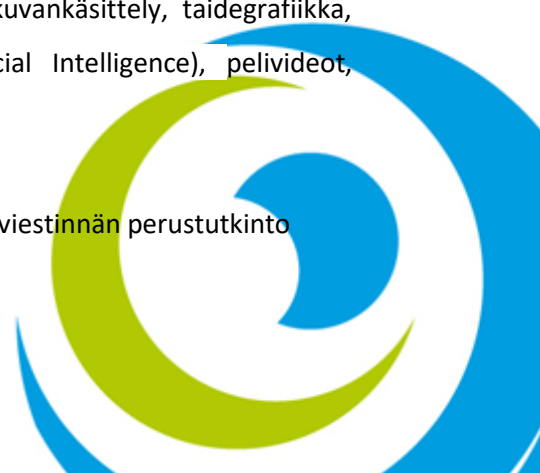 kuvankäsittely, taidegrafiikka,
cial Intelligence), pelivideot,
viestinnän perustutkinto